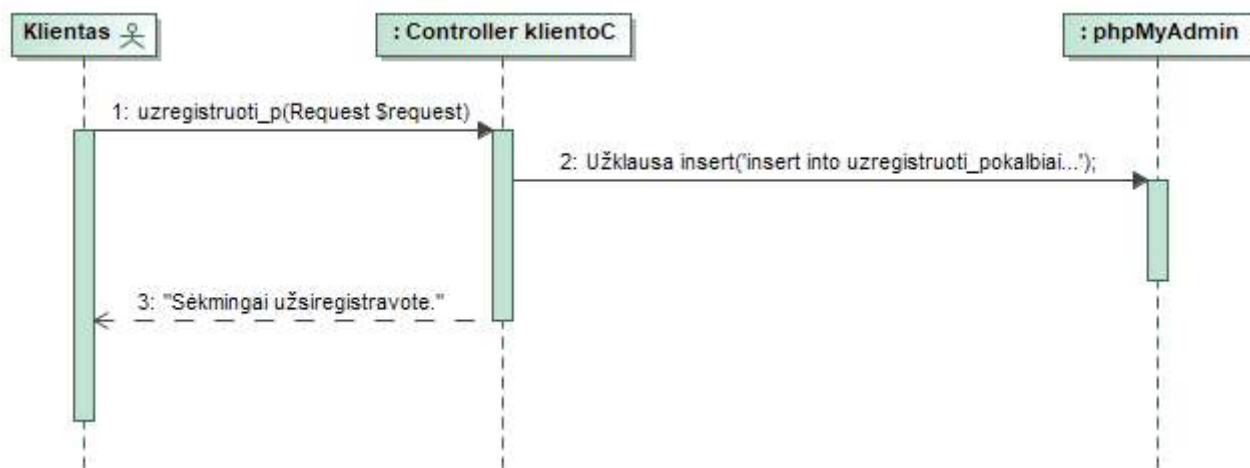 Klientas
: Controller klientoC
: phpMyAdmin
1: uzregistruoti_p(Request $request)
2: Užklausa insert('insert into uzregistruoti_pokalbiai...');
3: "Sėkmingai užsiregistravote."